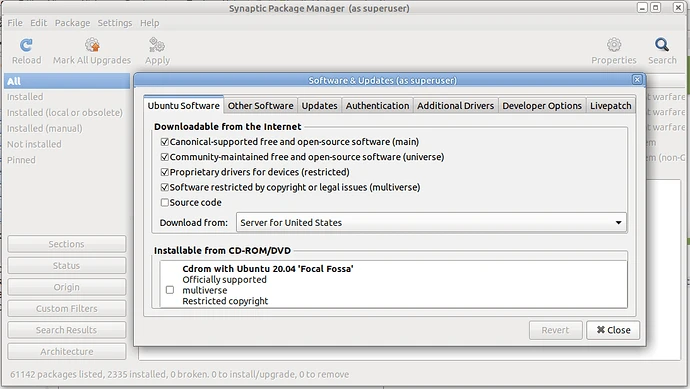 Synaptic Package Manager (as superuser)
File Edit Package Settings Help
Reload Mark All Upgrades Apply Properties Search
All
Installed
Installed (local or obsolete)
Installed (manual)
Not installed
Pinned
Sections
Status
Origin
Custom Filters
Search Results
Architecture
61142 packages listed, 2335 installed, 0 broken. 0 to install/upgrade, 0 to remove
Software & Updates (as superuser)
Ubuntu Software Other Software Updates Authentication Additional Drivers Developer Options Livepatch
Downloadable from the Internet
Canonical-supported free and open-source software (main)
Community-maintained free and open-source software (universe)
Proprietary drivers for devices (restricted)
Software restricted by copyright or legal issues (multiverse)
Source code
Download from: Server for United States
Installable from CD-ROM/DVD
Cdrom with Ubuntu 20.04 'Focal Fossa'
Officially supported
multiverse
Restricted copyright
Revert Close
t warfare
m
t warfare
em
em (non-G